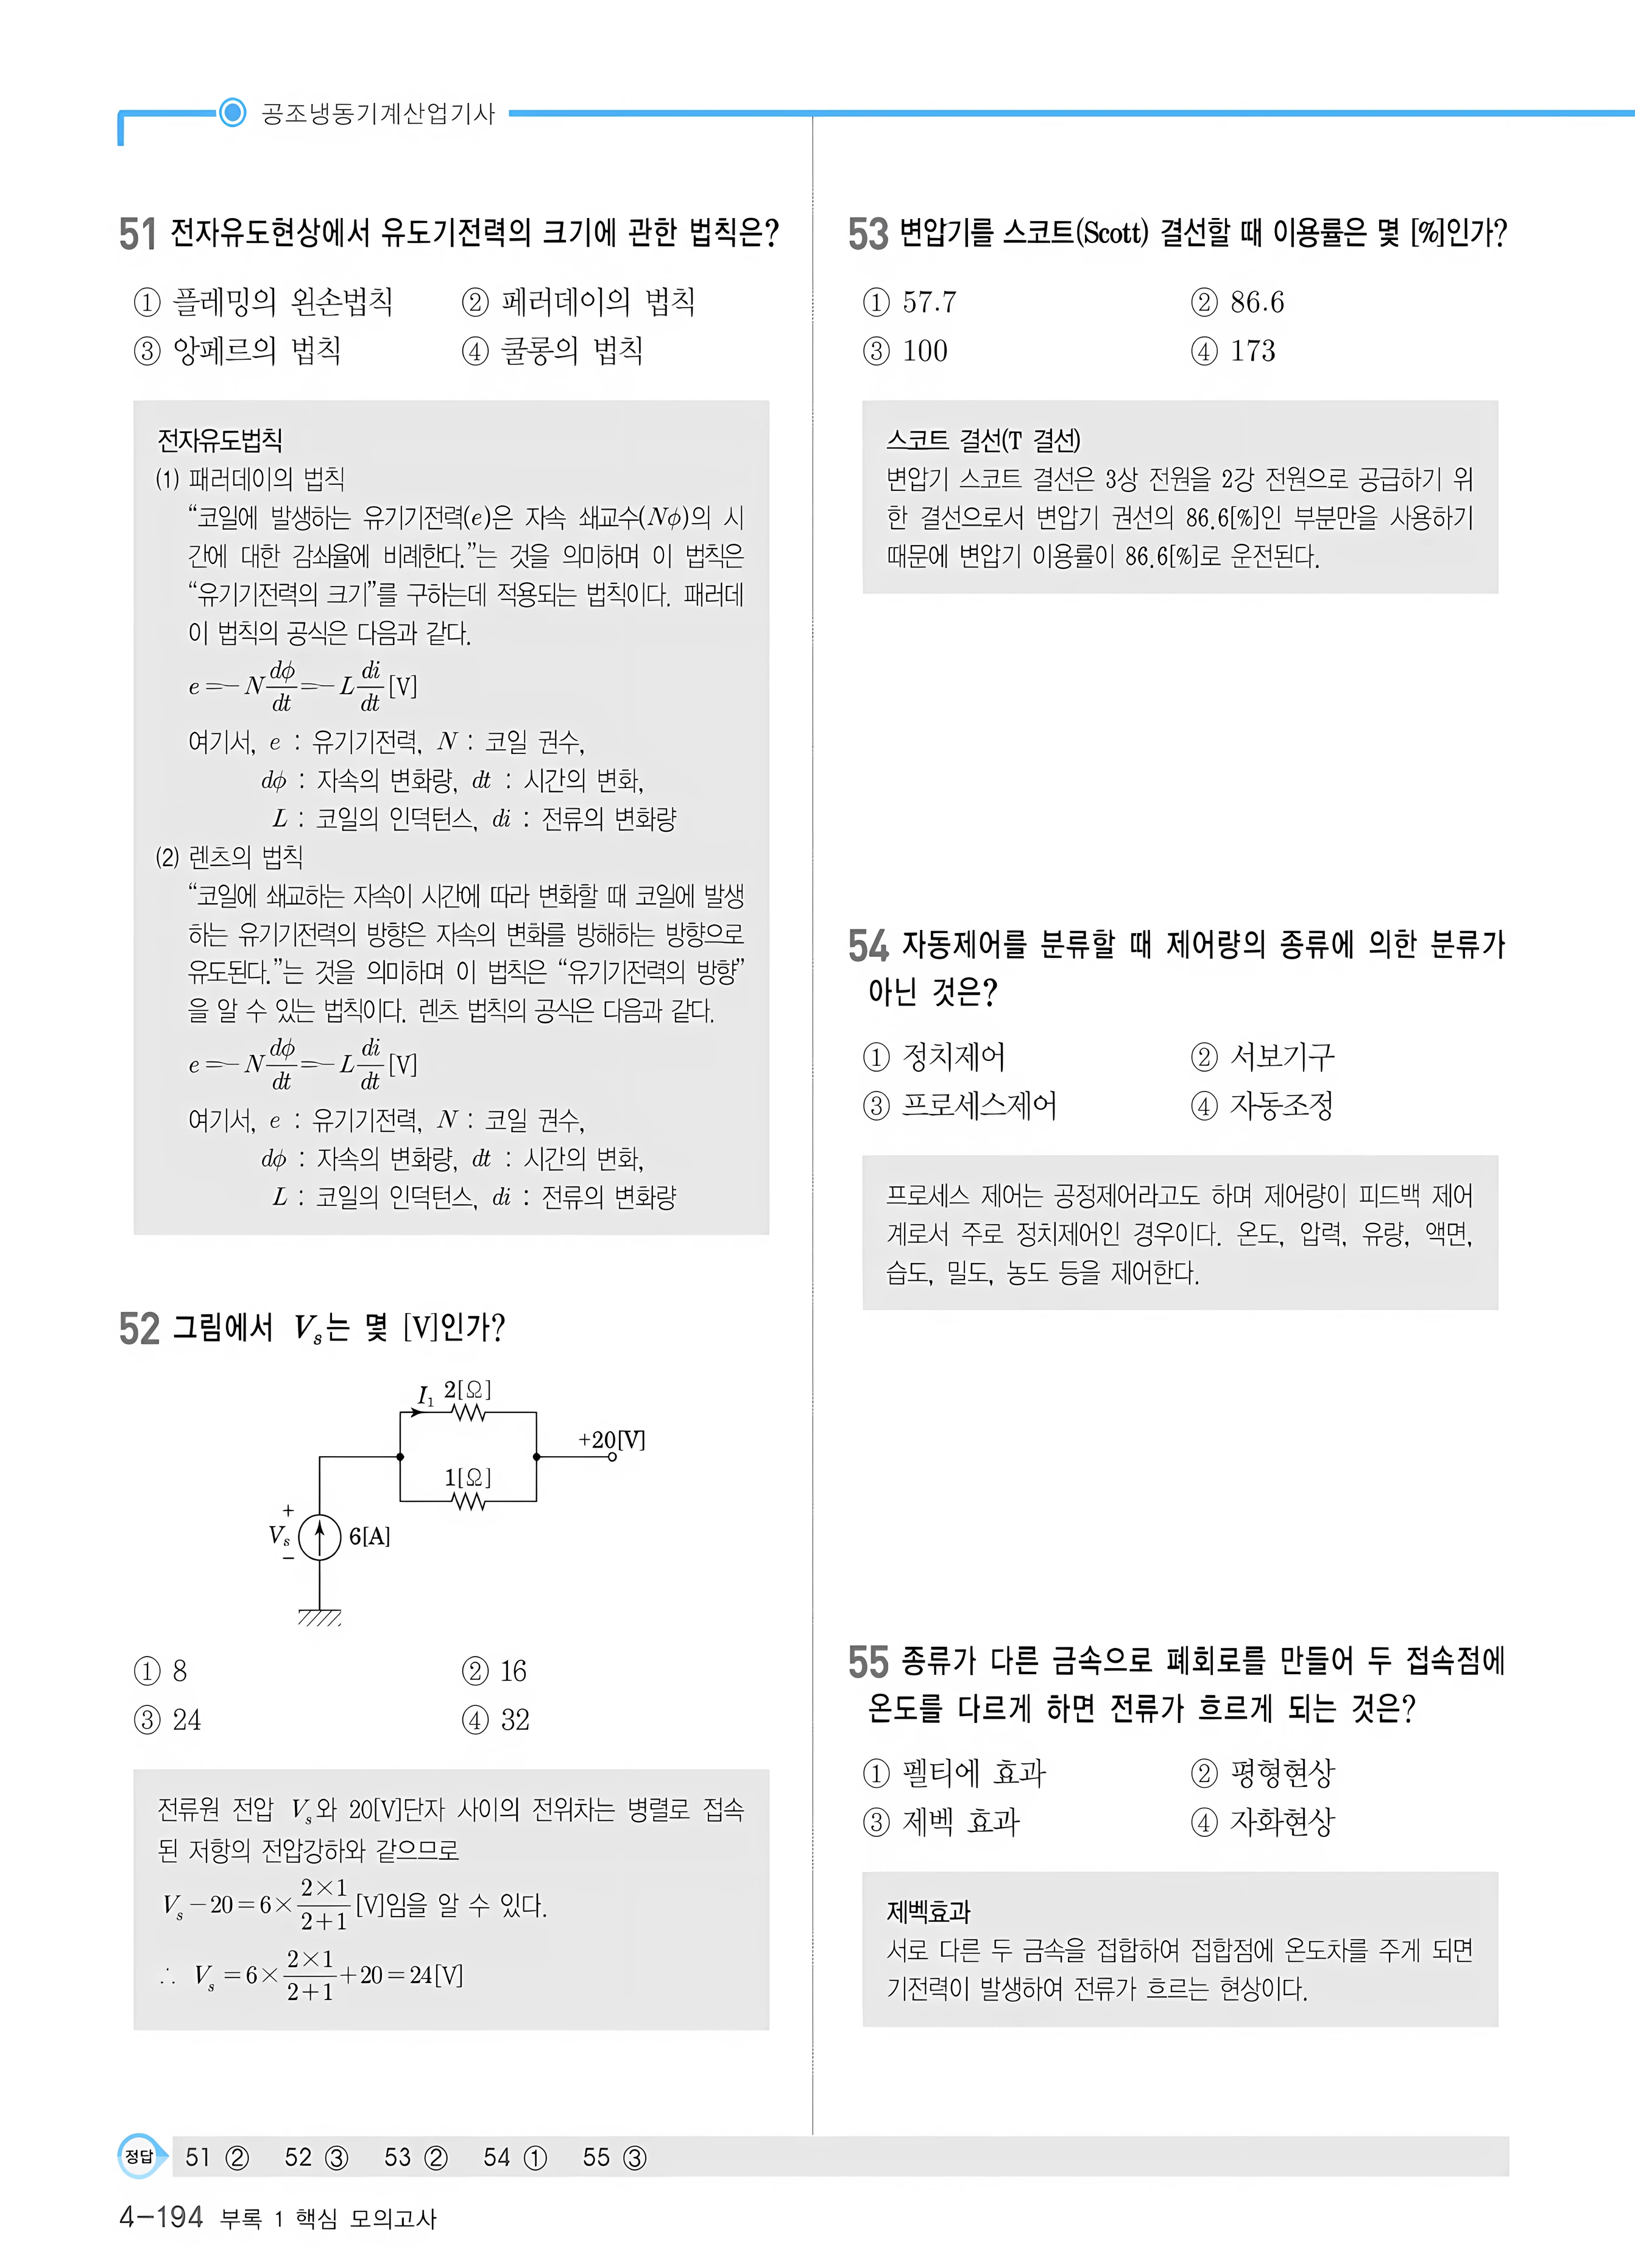 공조냉동기계산업기사
51 전자유도현상에서 유도기전력의 크기에 관한 법칙은?
① 플레밍의 왼손법칙 ② 페러데이의 법칙
③ 앙페르의 법칙 ④ 쿨롱의 법칙
전자유도법칙
(1) 패러데이의 법칙
“코일에 발생하는 유기기전력(e)은 자속 쇄교수(Nϕ)의 시
간에 대한 감쇠율에 비례한다.”는 것을 의미하며 이 법칙은
“유기기전력의 크기”를 구하는데 적용되는 법칙이다. 패러데
이 법칙의 공식은 다음과 같다.
e=−N dϕ/dt=−L di/dt [V]
여기서, e : 유기기전력, N : 코일 권수,
dϕ : 자속의 변화량, dt : 시간의 변화,
L : 코일의 인덕턴스, di : 전류의 변화량
(2) 렌츠의 법칙
“코일에 쇄교하는 자속이 시간에 따라 변화할 때 코일에 발생
하는 유기기전력의 방향은 자속의 변화를 방해하는 방향으로
유도된다.”는 것을 의미하며 이 법칙은 “유기기전력의 방향”
을 알 수 있는 법칙이다. 렌츠 법칙의 공식은 다음과 같다.
e=−N dϕ/dt=−L di/dt [V]
여기서, e : 유기기전력, N : 코일 권수,
dϕ : 자속의 변화량, dt : 시간의 변화,
L : 코일의 인덕턴스, di : 전류의 변화량
52 그림에서 Vs는 몇 [V]인가?
I1 2[Ω]
+20[V]
1[Ω]
+
Vs 6[A]
−
① 8 ② 16
③ 24 ④ 32
전류원 전압 Vs와 20[V]단자 사이의 전위차는 병렬로 접속
된 저항의 전압강하와 같으므로
Vs−20=6×(2×1)/(2+1) [V]임을 알 수 있다.
∴ Vs=6×(2×1)/(2+1)+20=24[V]
53 변압기를 스코트(Scott) 결선할 때 이용률은 몇 [%]인가?
① 57.7 ② 86.6
③ 100 ④ 173
스코트 결선(T 결선)
변압기 스코트 결선은 3상 전원을 2강 전원으로 공급하기 위
한 결선으로서 변압기 권선의 86.6[%]인 부분만을 사용하기
때문에 변압기 이용률이 86.6[%]로 운전된다.
54 자동제어를 분류할 때 제어량의 종류에 의한 분류가
아닌 것은?
① 정치제어 ② 서보기구
③ 프로세스제어 ④ 자동조정
프로세스 제어는 공정제어라고도 하며 제어량이 피드백 제어
계로서 주로 정치제어인 경우이다. 온도, 압력, 유량, 액면,
습도, 밀도, 농도 등을 제어한다.
55 종류가 다른 금속으로 폐회로를 만들어 두 접속점에
온도를 다르게 하면 전류가 흐르게 되는 것은?
① 펠티에 효과 ② 평형현상
③ 제벡 효과 ④ 자화현상
제벡효과
서로 다른 두 금속을 접합하여 접합점에 온도차를 주게 되면
기전력이 발생하여 전류가 흐르는 현상이다.
정답 51 ② 52 ③ 53 ② 54 ① 55 ③
4−194 부록 1 핵심 모의고사